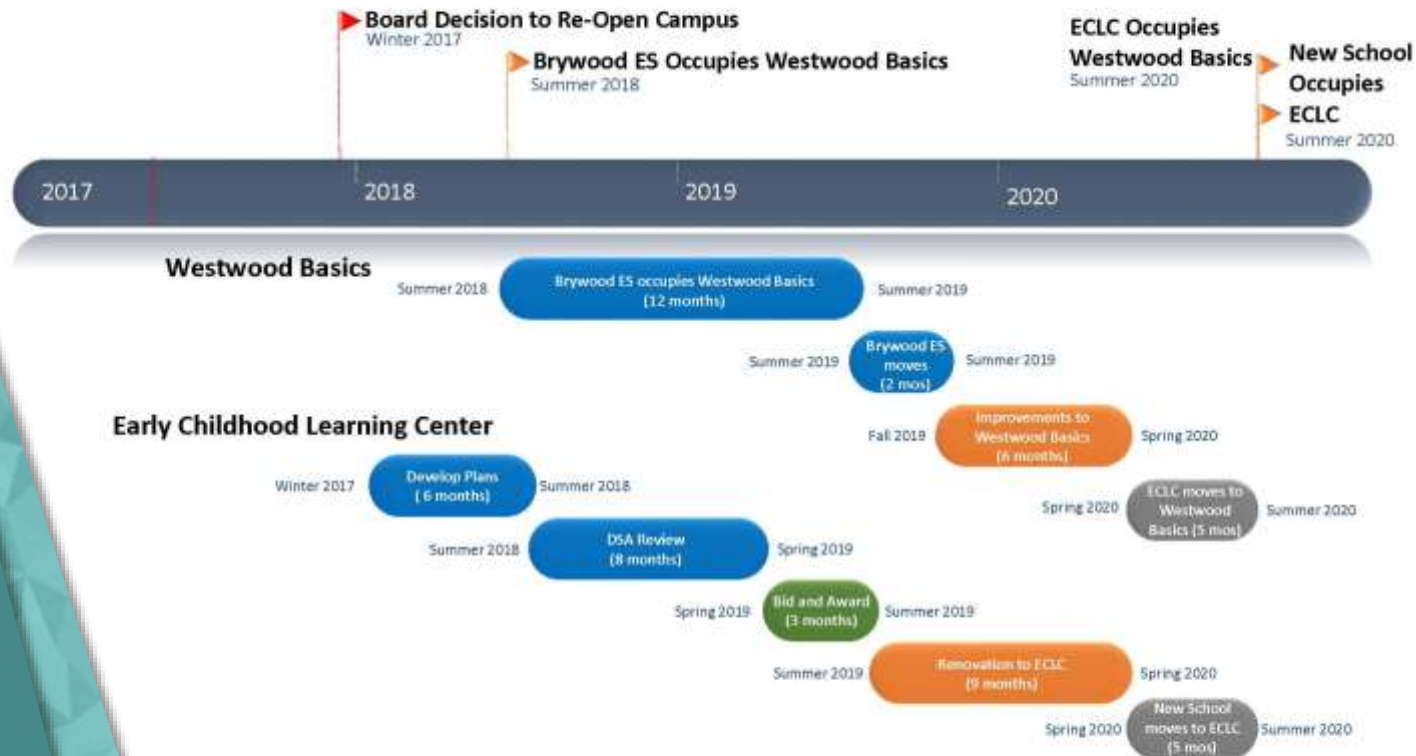 Board Decision to Re-Open Campus
Winter 2017
Brywood ES Occupies Westwood Basics
Summer 2018
ECLC Occupies
Westwood Basics
Summer 2020
New School
Occupies
ECLC
Summer 2020
2017
2018
2019
2020
Westwood Basics
Summer 2018
Brywood ES occupies Westwood Basics
(12 months)
Summer 2019
Summer 2019
Brywood ES
moves
(2 mos)
Summer 2019
Fall 2019
Improvements to
Westwood Basics
(6 months)
Spring 2020
Spring 2020
ECLC moves to
Westwood
Basics (5 mos)
Summer 2020
Early Childhood Learning Center
Winter 2017
Develop Plans
( 6 months)
Summer 2018
Summer 2018
DSA Review
(8 months)
Spring 2019
Spring 2019
Bid and Award
(3 months)
Summer 2019
Summer 2019
Renovation to ECLC
(9 months)
Spring 2020
Spring 2020
New School
moves to ECLC
(5 mos)
Summer 2020